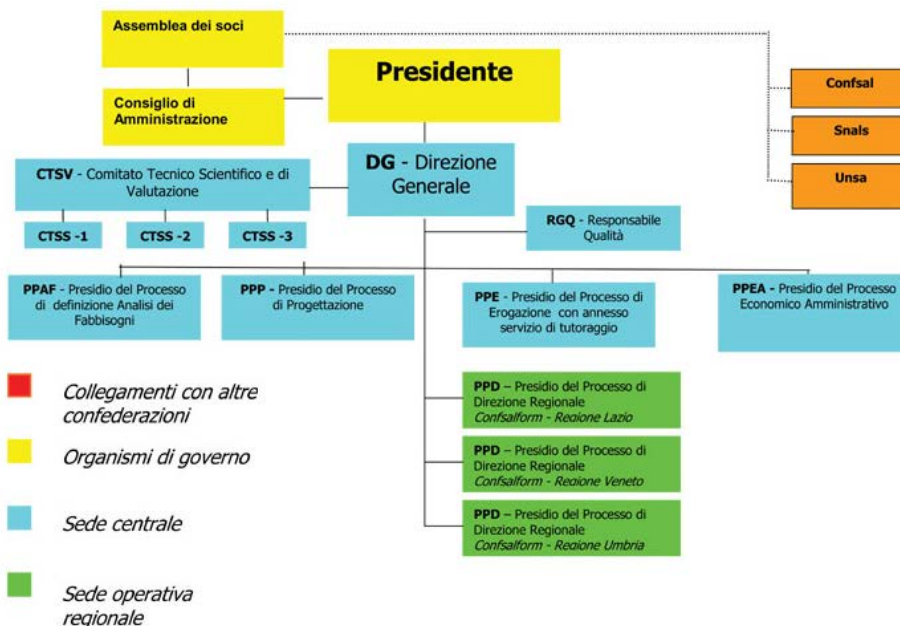 Assemblea dei soci
Presidente
Consiglio di
Amministrazione
Confsal
Snals
Unsa
DG - Direzione
Generale
CTSV - Comitato Tecnico Scientifico e di
Valutazione
CTSS -1
CTSS -2
CTSS -3
RGQ - Responsabile
Qualità
PPAF - Presidio del Processo
di definizione Analisi dei
Fabbisogni
PPP - Presidio del Processo
di Progettazione
PPE - Presidio del Processo di
Erogazione con annesso
servizio di tutoraggio
PPEA - Presidio del Processo
Economico Amministrativo
PPD – Presidio del Processo di
Direzione Regionale
Confsalform - Regione Lazio
PPD – Presidio del Processo di
Direzione Regionale
Confsalform - Regione Veneto
PPD – Presidio del Processo di
Direzione Regionale
Confsalform - Regione Umbria
Collegamenti con altre
confederazioni
Organismi di governo
Sede centrale
Sede operativa
regionale